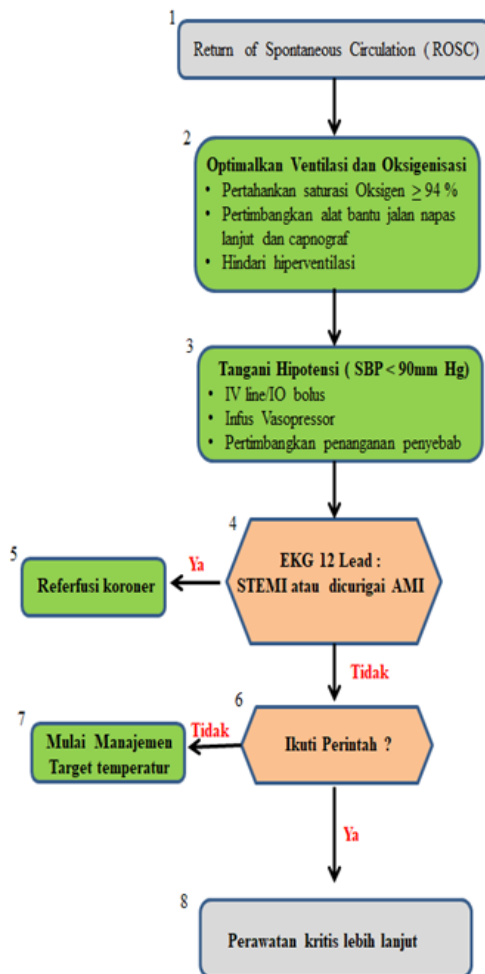 1
Return of Spontaneous Circulation ( ROSC)
2
Optimalkan Ventilasi dan Oksigenisasi
• Pertahankan saturasi Oksigen ≥ 94 %
• Pertimbangkan alat bantu jalan napas
lanjut dan capnograf
• Hindari hiperventilasi
3
Tangani Hipotensi ( SBP < 90mm Hg)
• IV line/IO bolus
• Infus Vasopressor
• Pertimbangkan penanganan penyebab
4
EKG 12 Lead :
STEMI atau dicurigai AMI
Ya
5
Referfusi koroner
Tidak
6
Ikuti Perintah ?
Tidak
7
Mulai Manajemen
Target temperatur
Ya
8
Perawatan kritis lebih lanjut